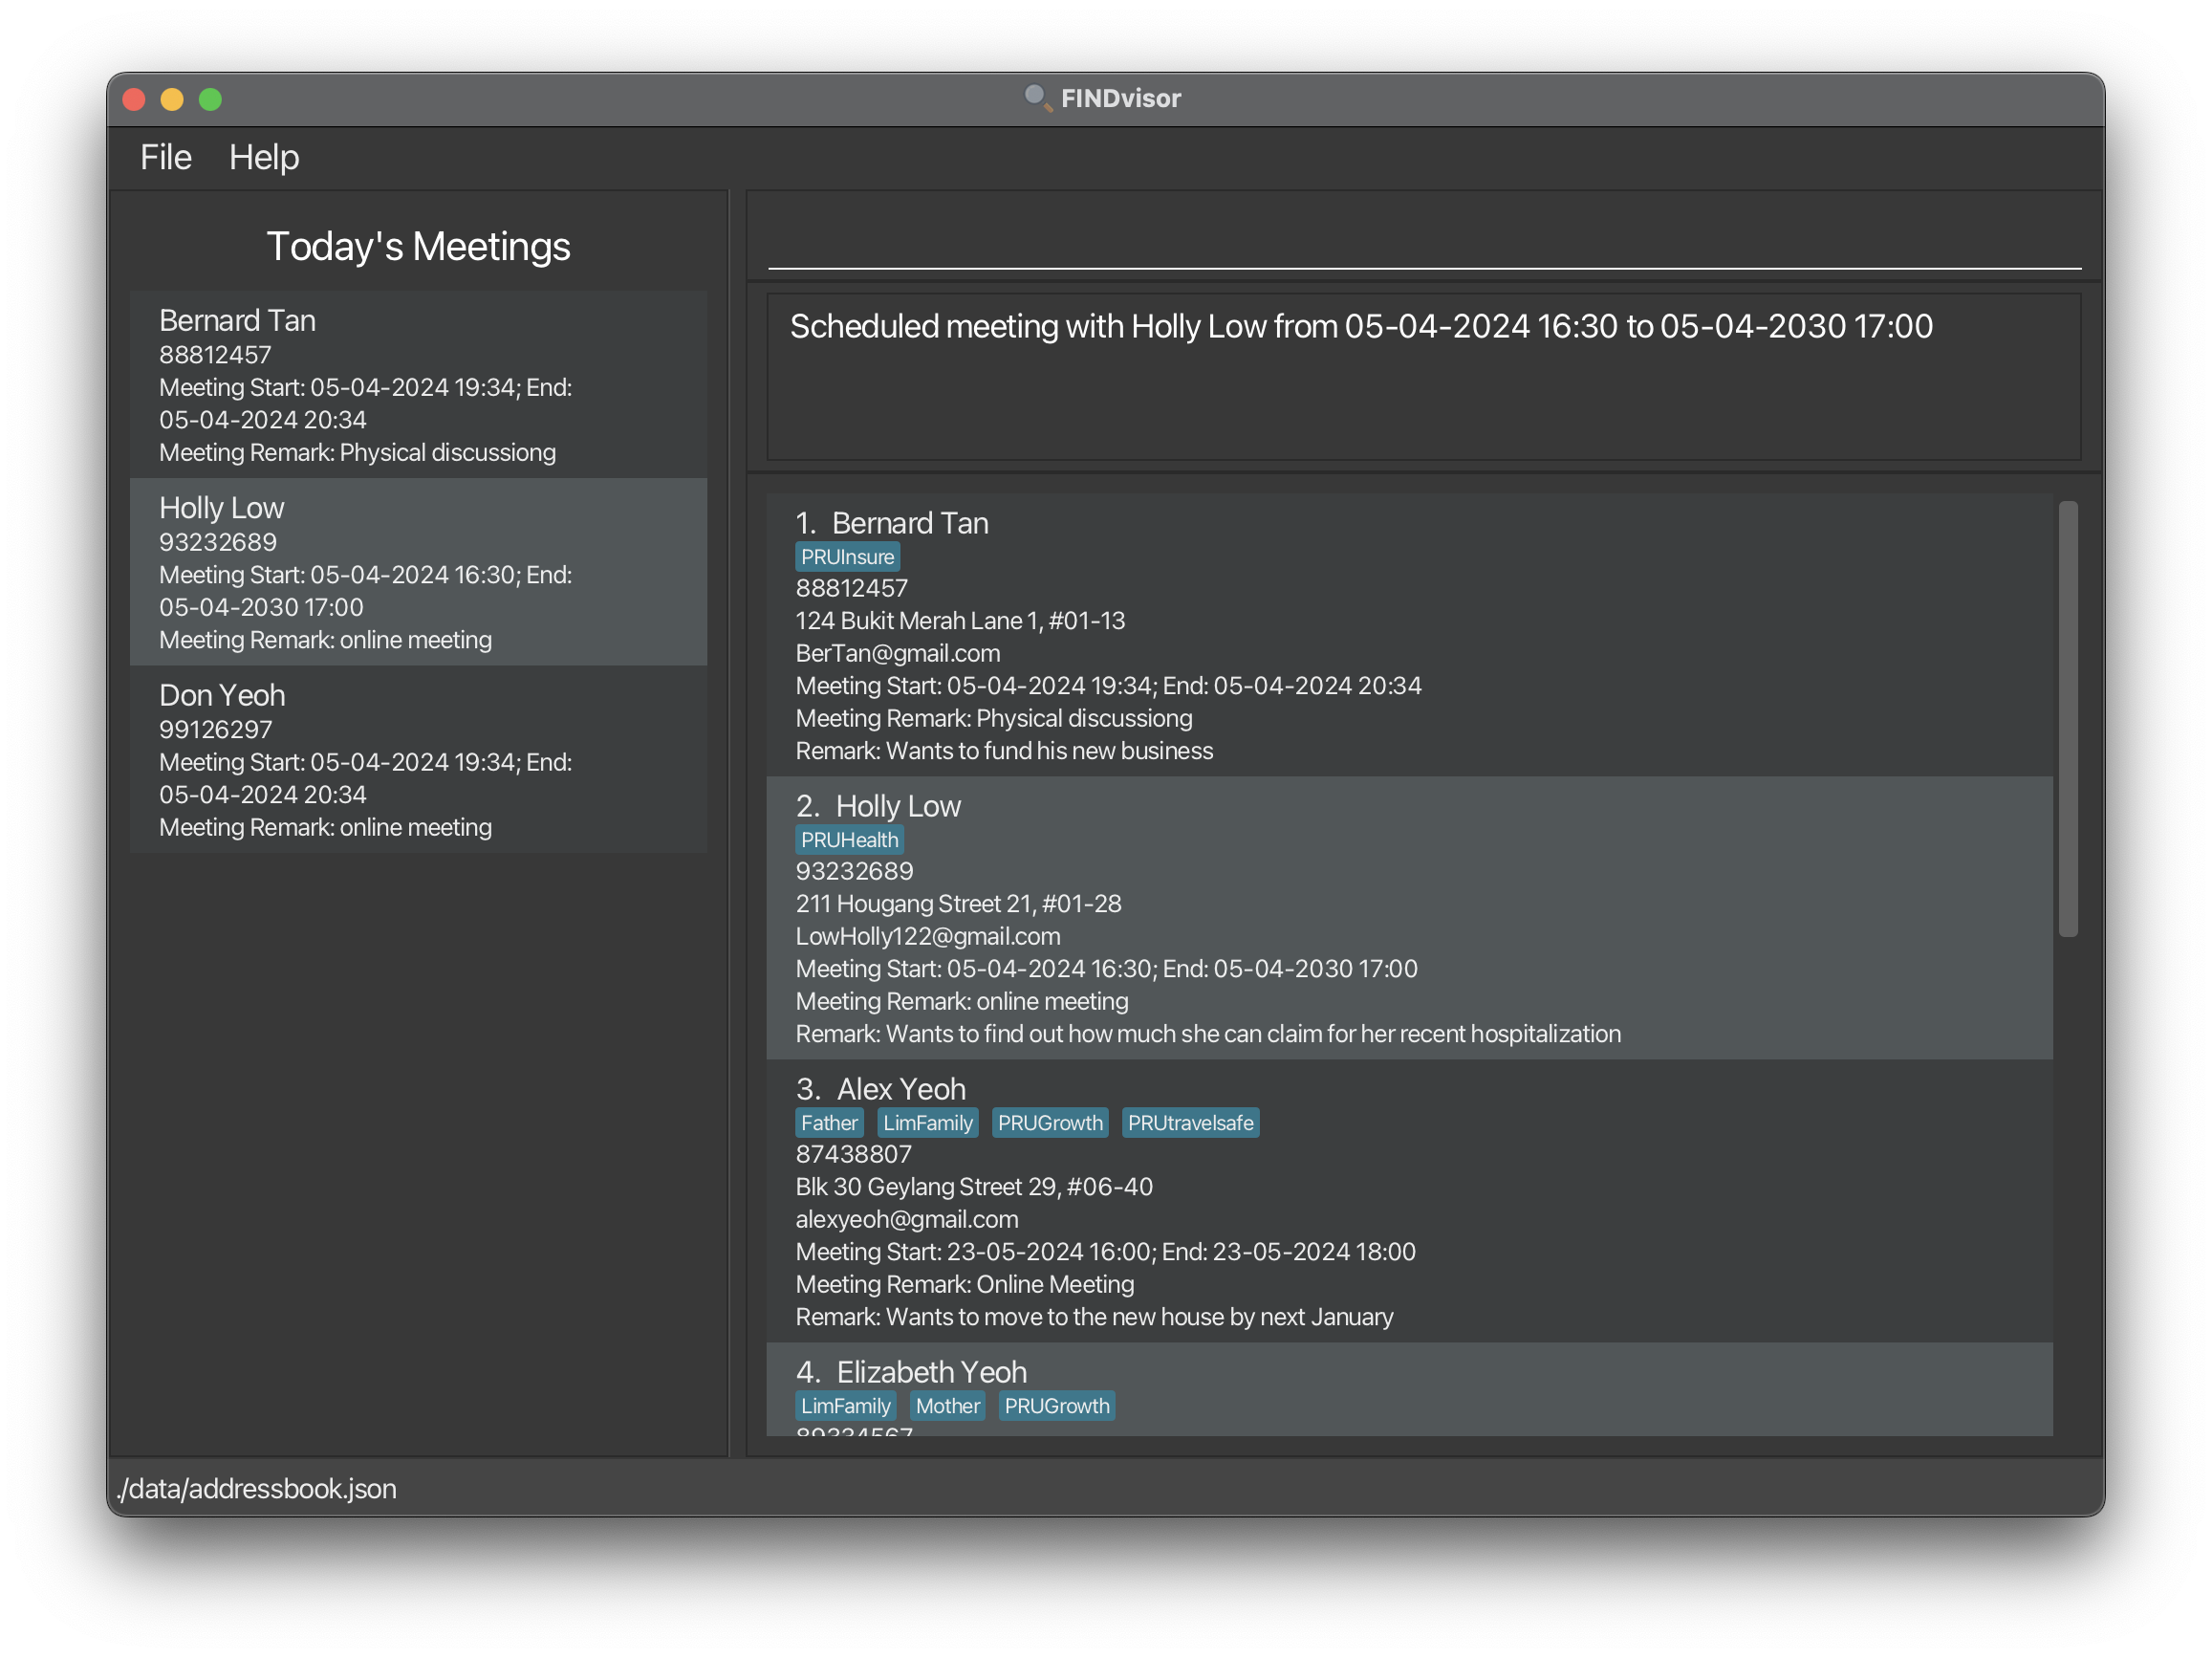 FINDvisor
File Help
Today's Meetings
Bernard Tan
88812457
Meeting Start: 05-04-2024 19:34; End:
05-04-2024 20:34
Meeting Remark: Physical discussiong
Holly Low
93232689
Meeting Start: 05-04-2024 16:30; End:
05-04-2030 17:00
Meeting Remark: online meeting
Don Yeoh
99126297
Meeting Start: 05-04-2024 19:34; End:
05-04-2024 20:34
Meeting Remark: online meeting
Scheduled meeting with Holly Low from 05-04-2024 16:30 to 05-04-2030 17:00
1. Bernard Tan
PRUInsure
88812457
124 Bukit Merah Lane 1, #01-13
BerTan@gmail.com
Meeting Start: 05-04-2024 19:34; End: 05-04-2024 20:34
Meeting Remark: Physical discussiong
Remark: Wants to fund his new business
2. Holly Low
PRUHealth
93232689
211 Hougang Street 21, #01-28
LowHolly122@gmail.com
Meeting Start: 05-04-2024 16:30; End: 05-04-2030 17:00
Meeting Remark: online meeting
Remark: Wants to find out how much she can claim for her recent hospitalization
3. Alex Yeoh
Father LimFamily PRUGrowth PRUtravelsafe
87438807
Blk 30 Geylang Street 29, #06-40
alexyeoh@gmail.com
Meeting Start: 23-05-2024 16:00; End: 23-05-2024 18:00
Meeting Remark: Online Meeting
Remark: Wants to move to the new house by next January
4. Elizabeth Yeoh
LimFamily Mother PRUGrowth
./data/addressbook.json